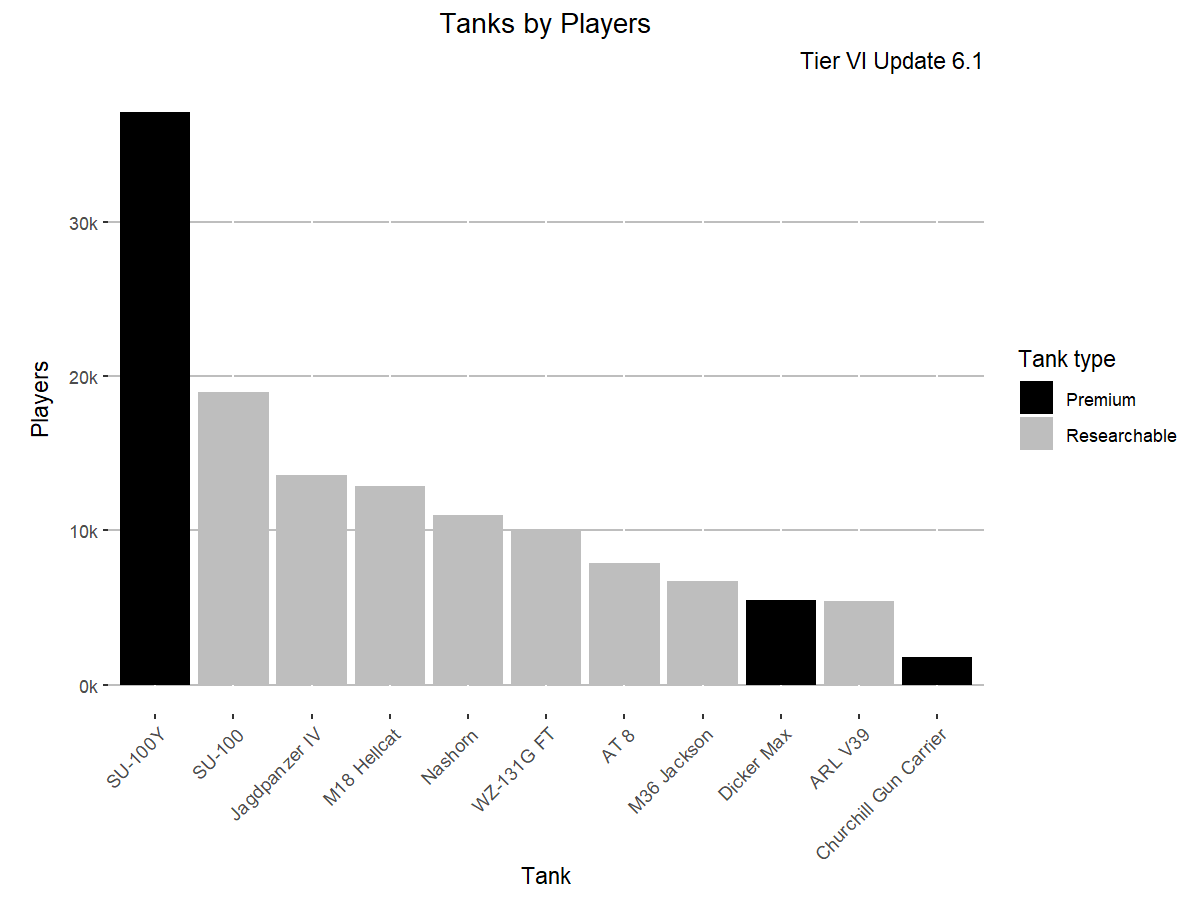 Tanks by Players
Tier VI Update 6.1
Players
30k
20k
10k
0k
SU-100Y
SU-100
Jagdpanzer IV
M18 Hellcat
Nashorn
WZ-131G FT
AT 8
M36 Jackson
Dicker Max
ARL V39
Churchill Gun Carrier
Tank
Tank type
Premium
Researchable